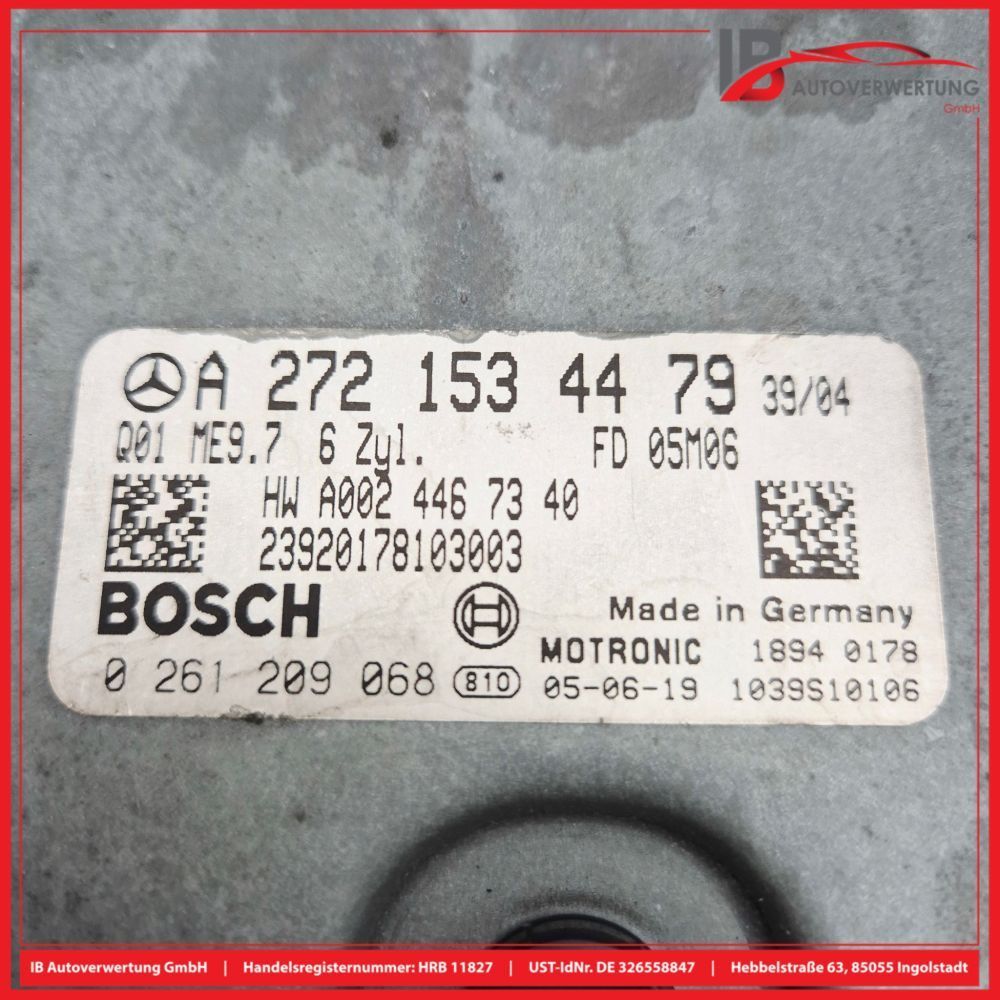 IB
AUTOVERWERTUNG
GmbH
A 272 153 44 79 39/04
Q01 ME9.7 6 Zyl. FD 05M06
HW A002 446 73 40
23920178103003
BOSCH Made in Germany
MOTRONIC 1894 0178
0 261 209 068 810 05-06-19 1039S10106
IB Autoverwertung GmbH | Handelsregisternummer: HRB 11827 | UST-IdNr. DE 326558847 | Hebbelstraße 63, 85055 Ingolstadt